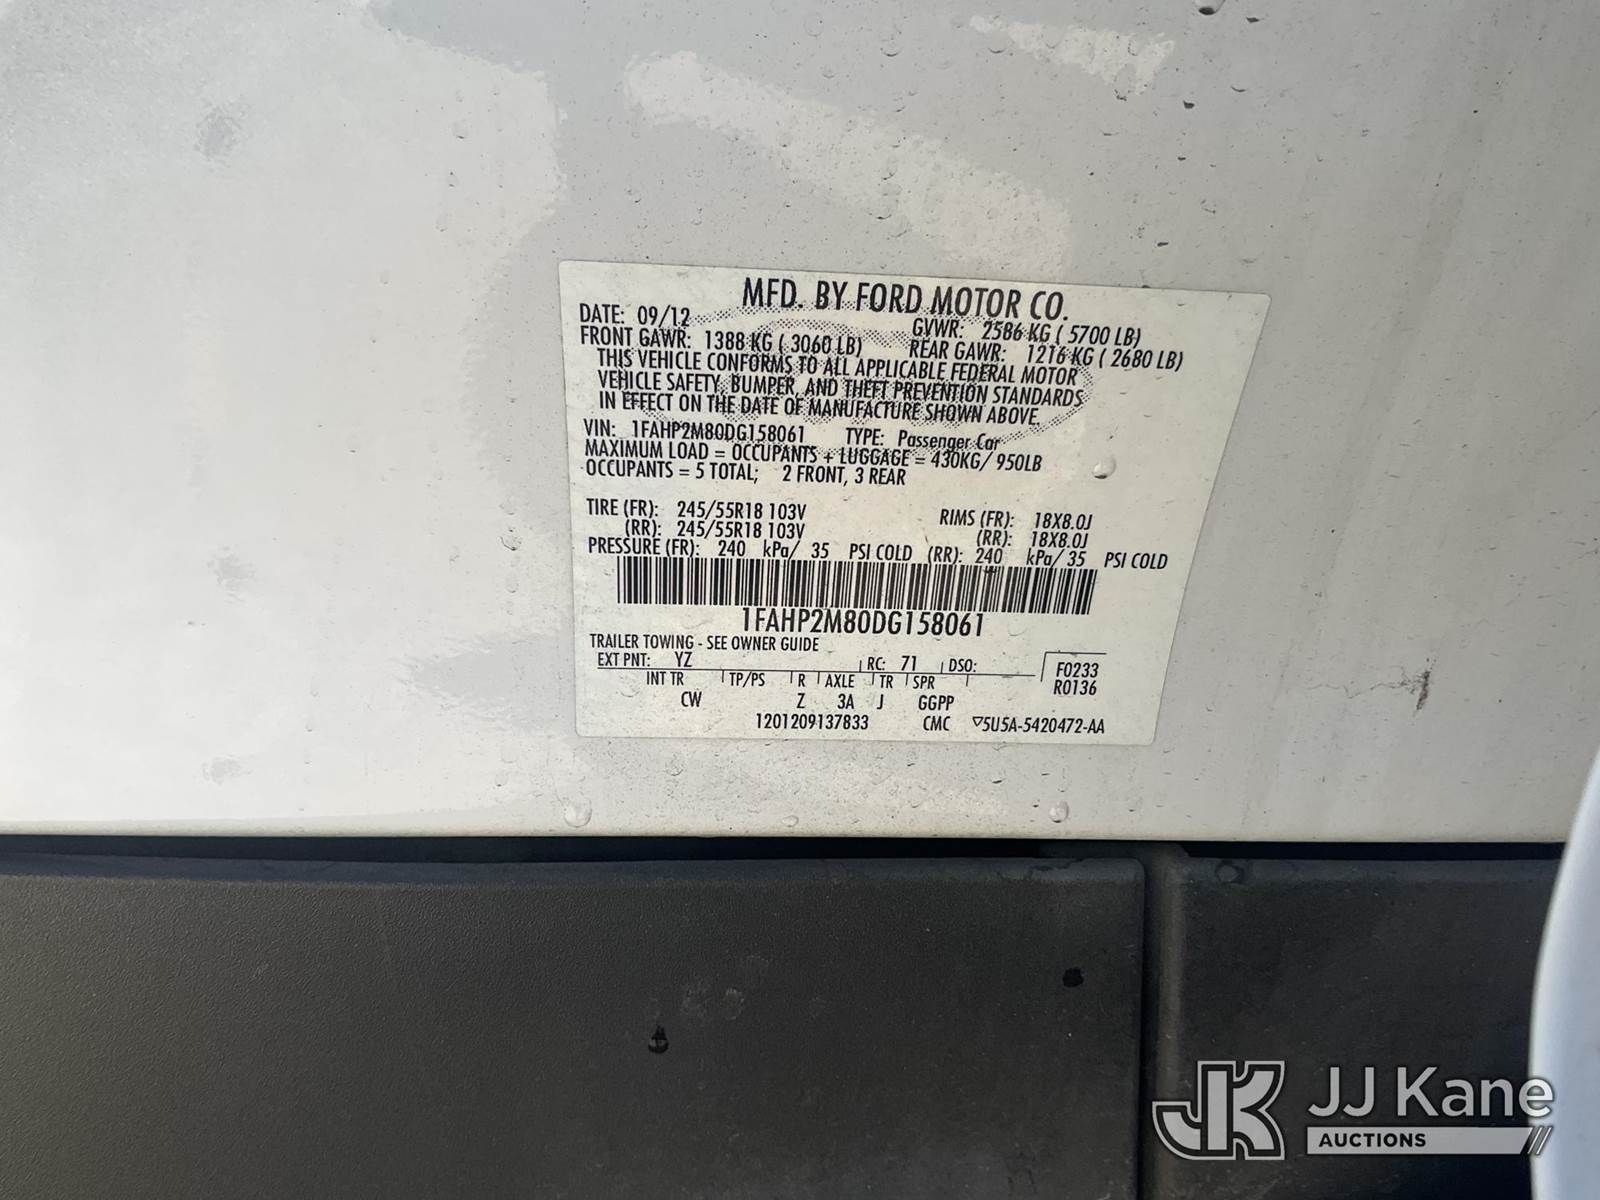 MFD. BY FORD MOTOR CO.
DATE: 09/12 GVWR: 2586 KG ( 5700 LB)
FRONT GAWR: 1388 KG ( 3060 LB) REAR GAWR: 1216 KG ( 2680 LB)
THIS VEHICLE CONFORMS TO ALL APPLICABLE FEDERAL MOTOR
VEHICLE SAFETY, BUMPER, AND THEFT PREVENTION STANDARDS
IN EFFECT ON THE DATE OF MANUFACTURE SHOWN ABOVE.
VIN: 1FAHP2M80DG158061 TYPE: Passenger Car
MAXIMUM LOAD = OCCUPANTS + LUGGAGE = 430KG/ 950LB
OCCUPANTS = 5 TOTAL; 2 FRONT, 3 REAR
TIRE (FR): 245/55R18 103V RIMS (FR): 18X8.0J
(RR): 245/55R18 103V (RR): 18X8.0J
PRESSURE (FR): 240 kPa/ 35 PSI COLD (RR): 240 kPa/ 35 PSI COLD
1FAHP2M80DG158061
TRAILER TOWING - SEE OWNER GUIDE
EXT PNT: YZ RC: 71 DSO: F0233
INT TR TP/PS R AXLE TR SPR R0136
CW Z 3A J GGPP
1201209137833 CMC ▽5U5A-5420472-AA
JK JJ Kane
AUCTIONS